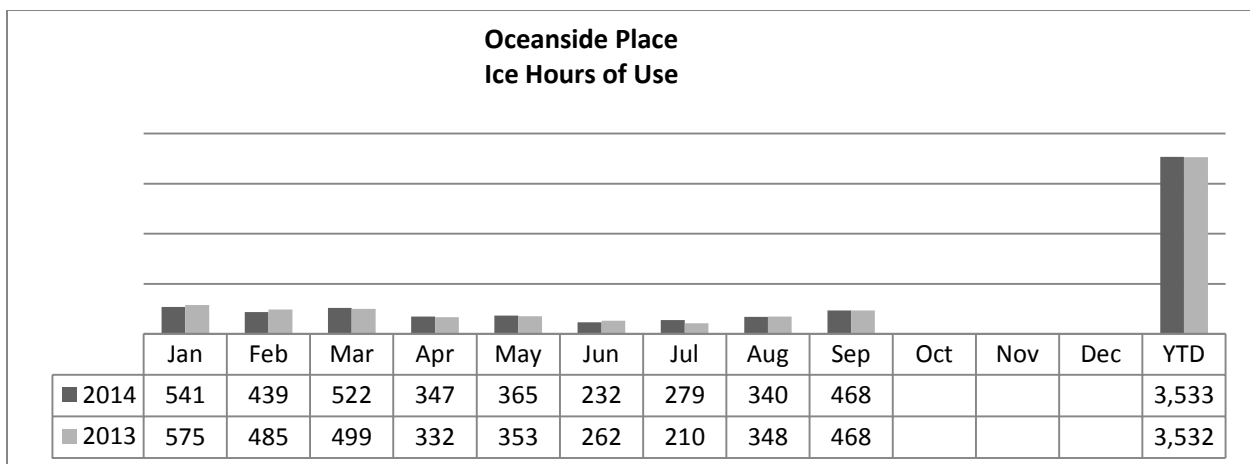 Oceanside Place
Ice Hours of Use
Jan Feb Mar Apr May Jun Jul Aug Sep Oct Nov Dec YTD
2014 541 439 522 347 365 232 279 340 468 3,533
2013 575 485 499 332 353 262 210 348 468 3,532